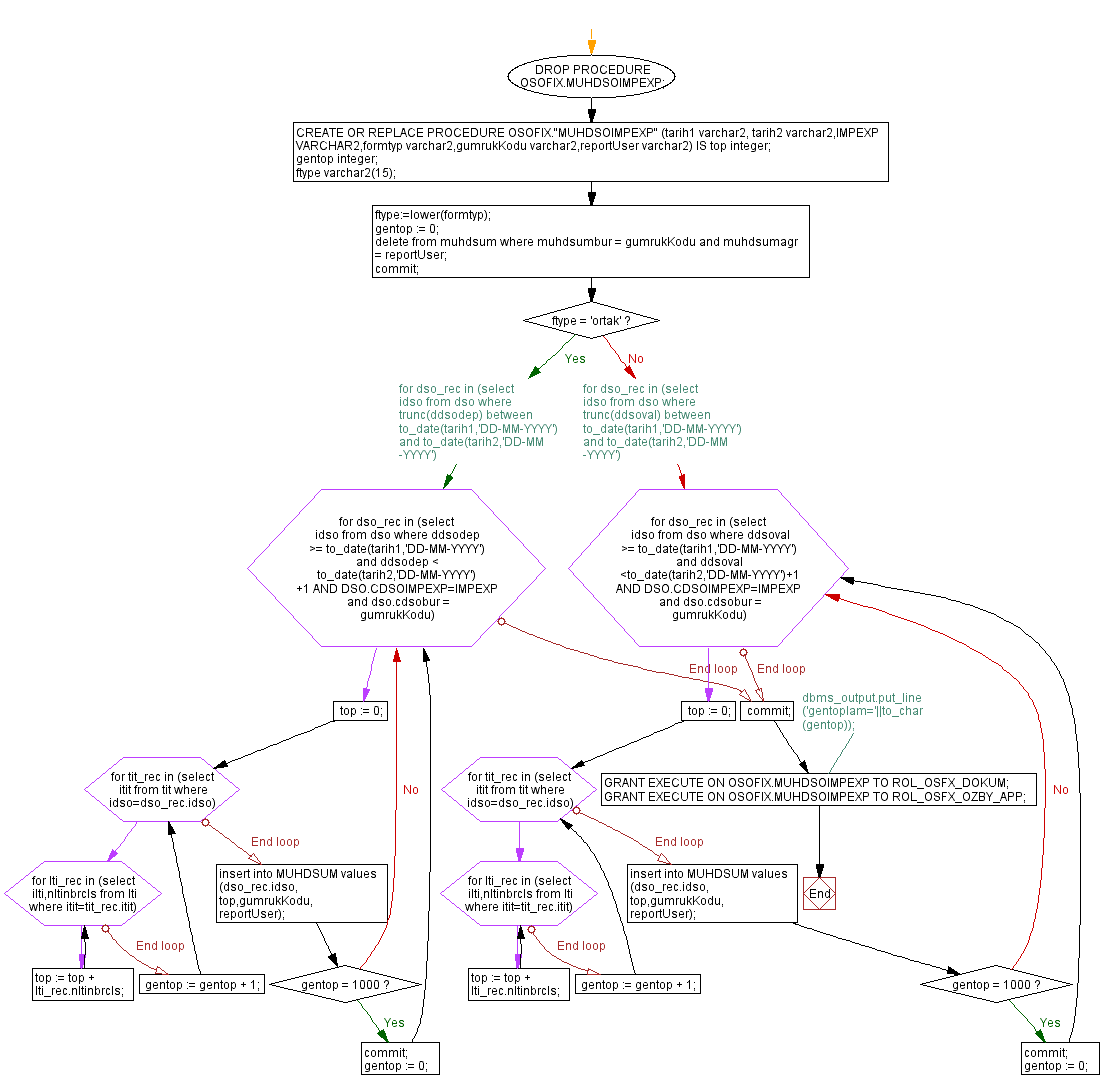 DROP PROCEDURE
OSOFIX.MUHDSOIMPEXP;
CREATE OR REPLACE PROCEDURE OSOFIX."MUHDSOIMPEXP" (tarih1 varchar2, tarih2 varchar2,IMPEXP
VARCHAR2,formtyp varchar2,gumrukKodu varchar2,reportUser varchar2) IS top integer;
gentop integer;
ftype varchar2(15);
ftype:=lower(formtyp);
gentop := 0;
delete from muhdsum where muhdsumbur = gumrukKodu and muhdsumagr
= reportUser;
commit;
ftype = 'ortak' ?
Yes
No
for dso_rec in (select
idso from dso where
trunc(ddsodep) between
to_date(tarih1,'DD-MM-YYYY')
and to_date(tarih2,'DD-MM
-YYYY')
for dso_rec in (select
idso from dso where
trunc(ddsoval) between
to_date(tarih1,'DD-MM-YYYY')
and to_date(tarih2,'DD-MM
-YYYY')
for dso_rec in (select
idso from dso where ddsodep
>= to_date(tarih1,'DD-MM-YYYY')
and ddsodep <
to_date(tarih2,'DD-MM-YYYY')
+1 AND DSO.CDSOIMPEXP=IMPEXP
and dso.cdsobur =
gumrukKodu)
for dso_rec in (select
idso from dso where ddsoval
>= to_date(tarih1,'DD-MM-YYYY')
and ddsoval
<to_date(tarih2,'DD-MM-YYYY')+1
AND DSO.CDSOIMPEXP=IMPEXP
and dso.cdsobur =
gumrukKodu)
End loop
End loop
top := 0;
top := 0;
commit;
dbms_output.put_line
('gentoplam='||to_char
(gentop));
for tit_rec in (select
itit from tit where
idso=dso_rec.idso)
No
for tit_rec in (select
itit from tit where
idso=dso_rec.idso)
GRANT EXECUTE ON OSOFIX.MUHDSOIMPEXP TO ROL_OSFX_DOKUM;
GRANT EXECUTE ON OSOFIX.MUHDSOIMPEXP TO ROL_OSFX_OZBY_APP;
No
End loop
End loop
for lti_rec in (select
ilti,nltinbrcls from lti
where itit=tit_rec.itit)
insert into MUHDSUM values
(dso_rec.idso,
top,gumrukKodu,
reportUser);
for lti_rec in (select
ilti,nltinbrcls from lti
where itit=tit_rec.itit)
insert into MUHDSUM values
(dso_rec.idso,
top,gumrukKodu,
reportUser);
End
End loop
End loop
top := top +
lti_rec.nltinbrcls;
gentop := gentop + 1;
gentop = 1000 ?
top := top +
lti_rec.nltinbrcls;
gentop := gentop + 1;
gentop = 1000 ?
Yes
Yes
commit;
gentop := 0;
commit;
gentop := 0;